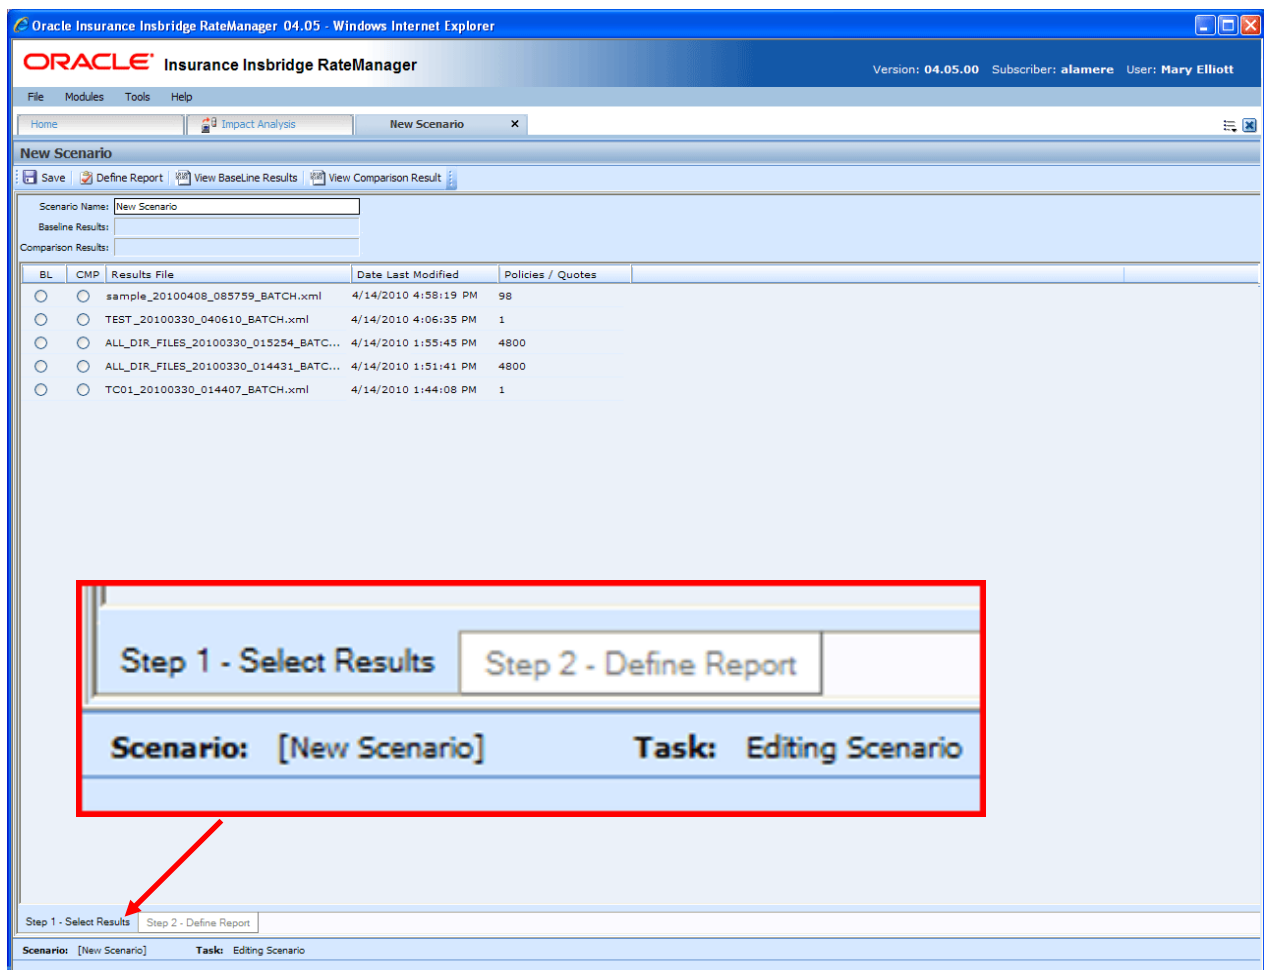 Oracle Insurance Insbridge RateManager 04.05 - Windows Internet Explorer
ORACLE Insurance Insbridge RateManager
Version: 04.05.00 Subscriber: alamere User: Mary Elliott
File Modules Tools Help
Home Impact Analysis New Scenario x
New Scenario
Save Define Report View BaseLine Results View Comparison Result
Scenario Name: New Scenario
Baseline Results:
Comparison Results:
BL CMP Results File Date Last Modified Policies / Quotes
sample_20100408_085759_BATCH.xml 4/14/2010 4:58:19 PM 98
TEST_20100330_040610_BATCH.xml 4/14/2010 4:06:35 PM 1
ALL_DIR_FILES_20100330_015254_BATC... 4/14/2010 1:55:45 PM 4800
ALL_DIR_FILES_20100330_014431_BATC... 4/14/2010 1:51:41 PM 4800
TC01_20100330_014407_BATCH.xml 4/14/2010 1:44:08 PM 1
Step 1 - Select Results Step 2 - Define Report
Scenario: [New Scenario] Task: Editing Scenario
Step 1 - Select Results Step 2 - Define Report
Scenario: [New Scenario] Task: Editing Scenario